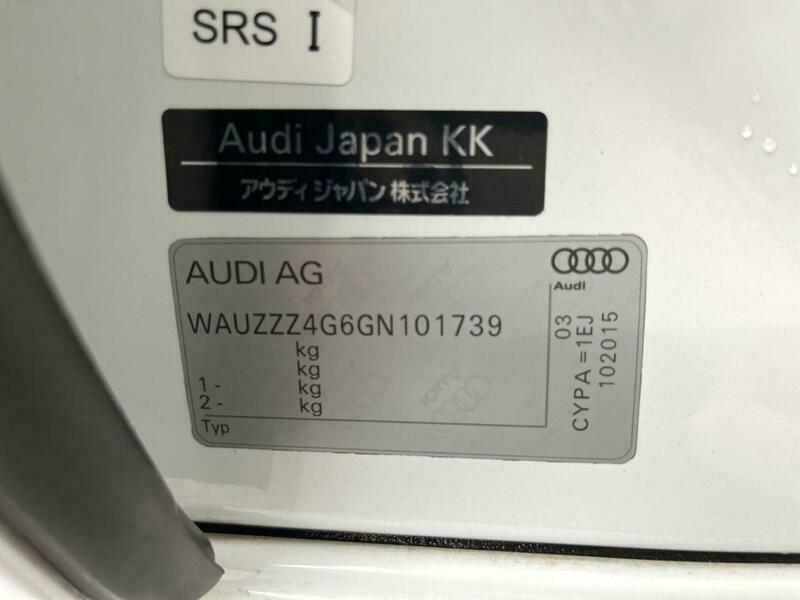 SRS I
Audi Japan KK
アウディ ジャパン 株式会社
AUDI AG
WAUZZZ4G6GN101739
kg
kg
1 - kg
2 - kg
Typ
Audi
03
CYPA =1EJ
102015